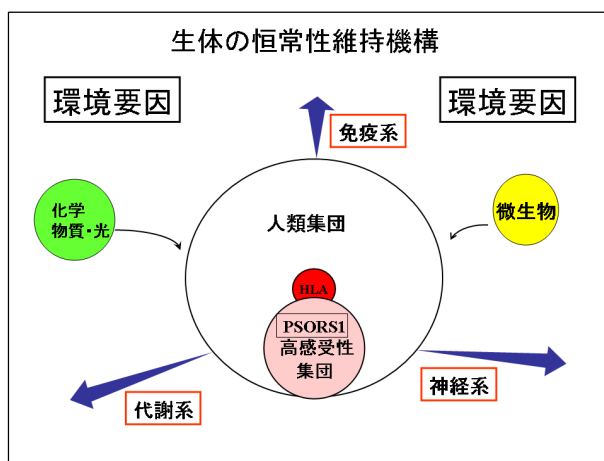 生体の恒常性維持機構
環境要因
環境要因
免疫系
化学
物質・光
微生物
人類集団
HLA
PSORS1
高感受性
集団
代謝系
神経系